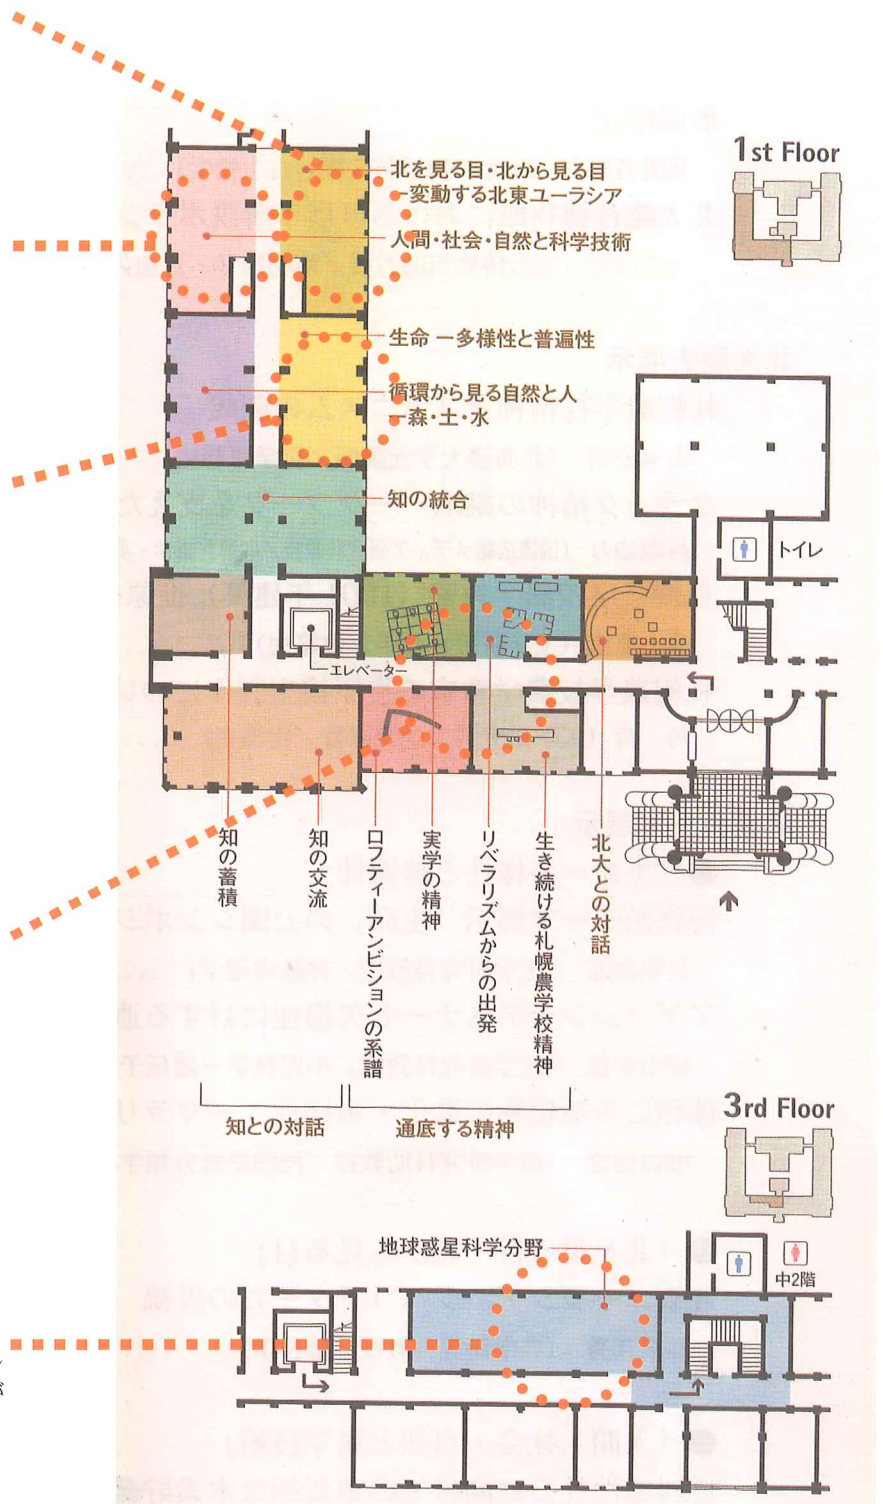 1st Floor
北を見る目・北から見る目
ー変動する北東ユーラシア
人間・社会・自然と科学技術
生命 ー多様性と普遍性
循環から見る自然と人
ー森・土・水
知の統合
トイレ
エレベーター
知の蓄積
知の交流
ロフティーアンビションの系譜
実学の精神
リベラリズムからの出発
生き続ける札幌農学校精神
北大との対話
知との対話
通底する精神
3rd Floor
地球惑星科学分野
中2階